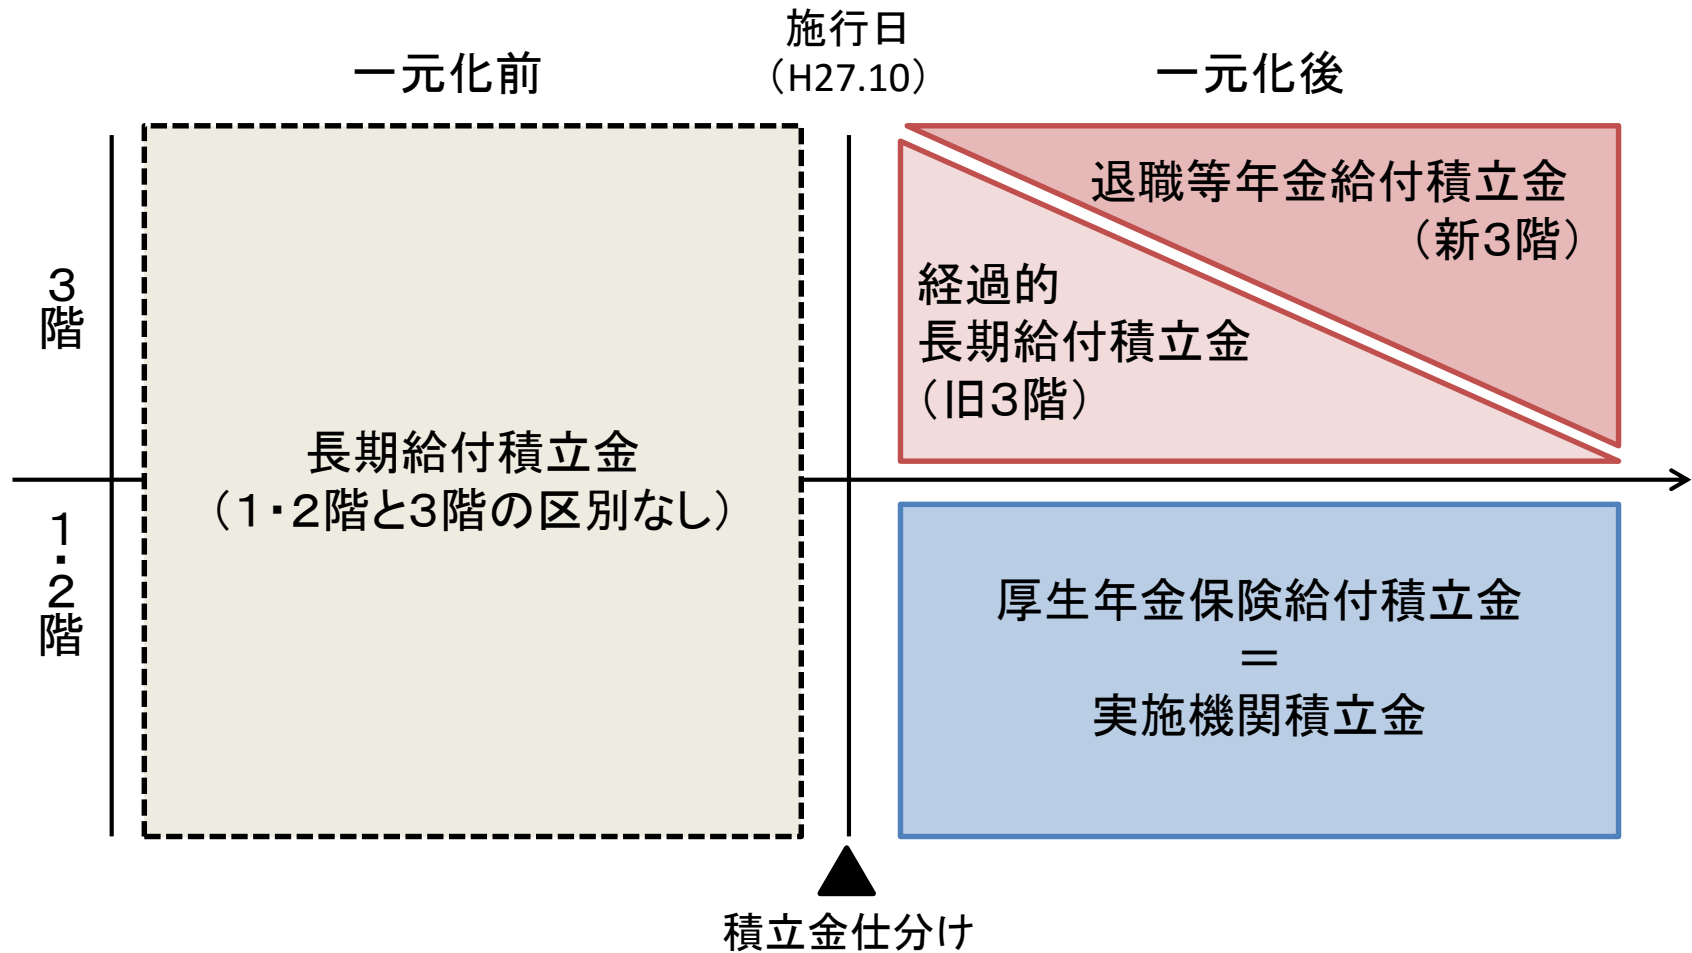 一元化前
施行日
（H27.10）
一元化後
3階
1・2階
長期給付積立金
（1・2階と3階の区別なし）
退職等年金給付積立金
（新3階）
経過的
長期給付積立金
（旧3階）
厚生年金保険給付積立金
＝
実施機関積立金
積立金仕分け